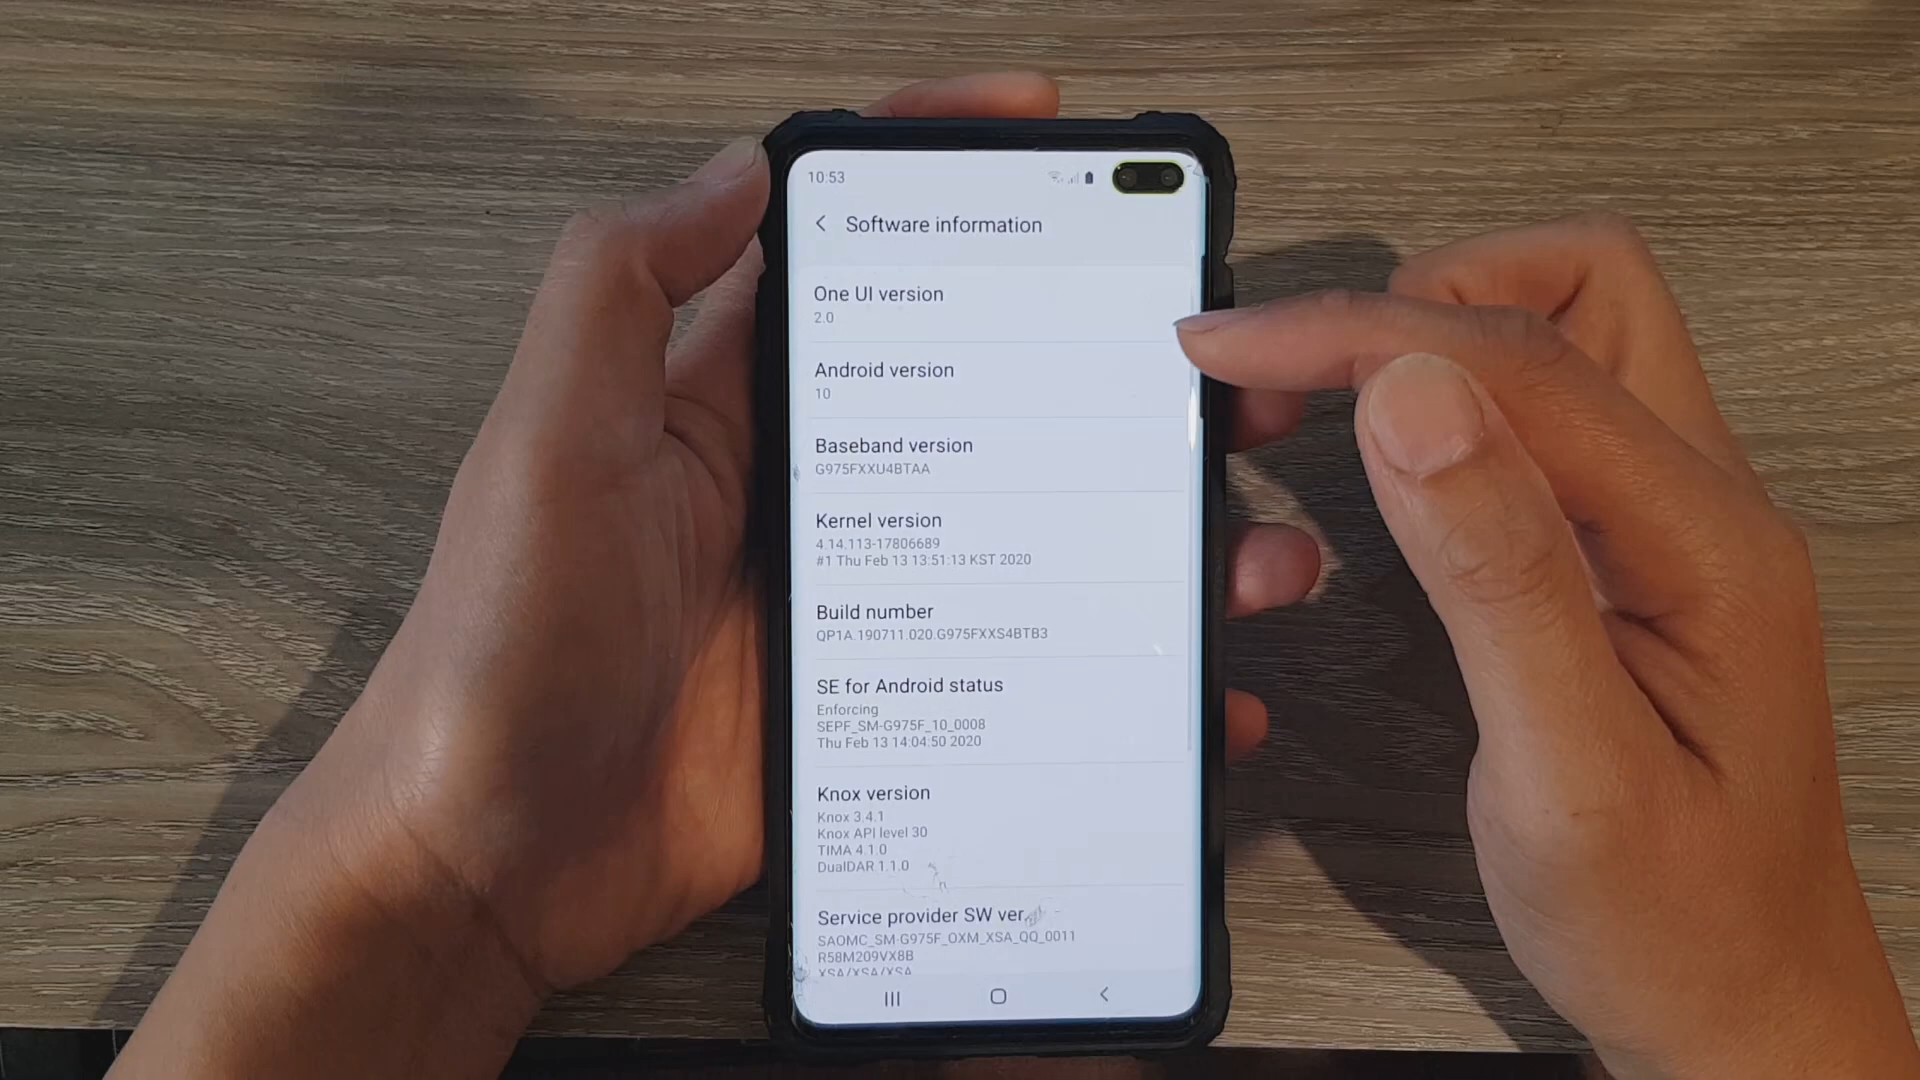 10:53
Software information
One UI version
2.0
Android version
10
Baseband version
G975FXXU4BTAA
Kernel version
4.14.113-17806689
#1 Thu Feb 13 13:51:13 KST 2020
Build number
QP1A.190711.020.G975FXXS4BTB3
SE for Android status
Enforcing
SEPF_SM-G975F_10_0008
Thu Feb 13 14:04:50 2020
Knox version
Knox 3.4.1
Knox API level 30
TIMA 4.1.0
DualDAR 1.1.0
Service provider SW ver.
SAOMC_SM-G975F_OXM_XSA_QQ_0011
R58M209VX8B
XSA/XSA/XSA